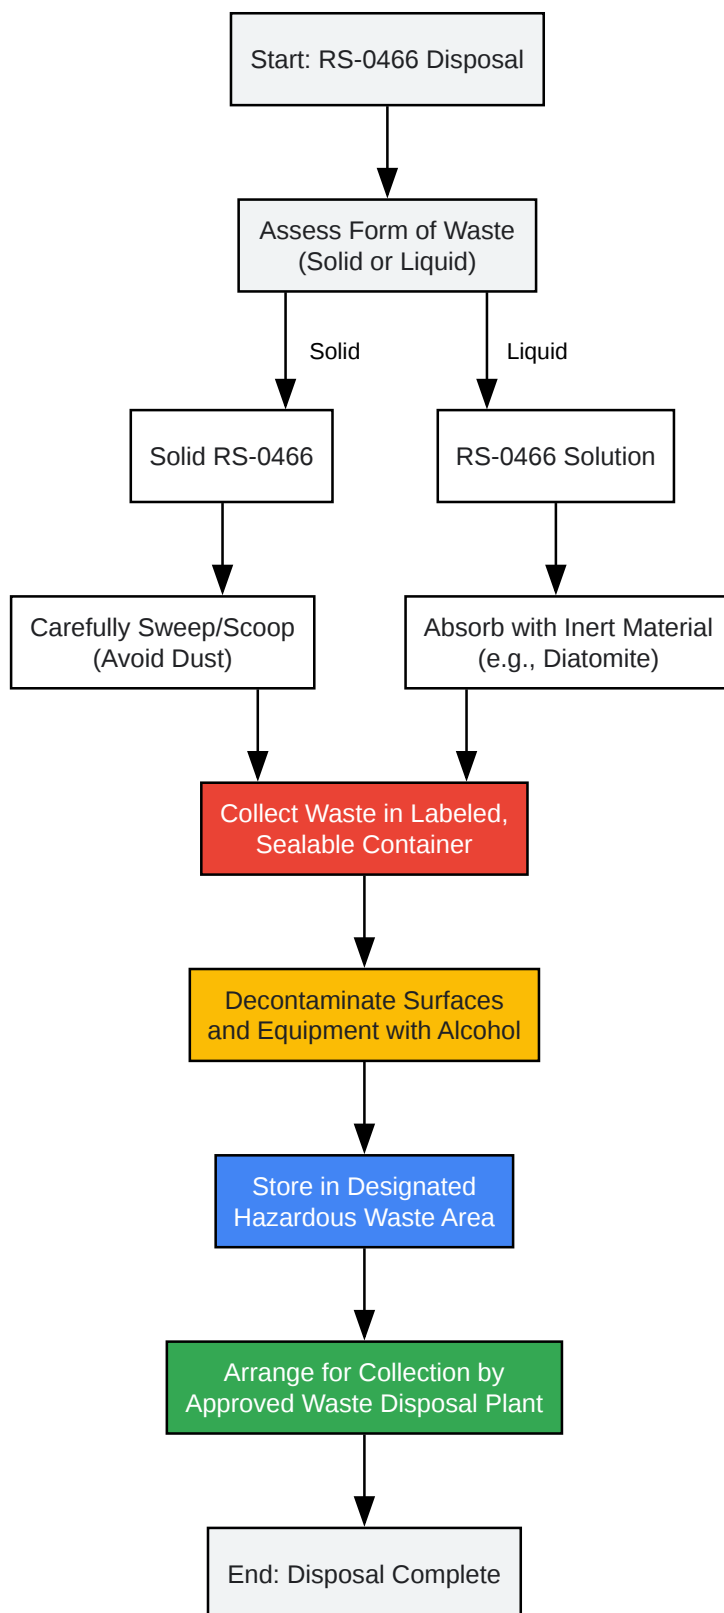 Start: RS-0466 Disposal
Assess Form of Waste
(Solid or Liquid)
Solid
Liquid
Solid RS-0466
RS-0466 Solution
Carefully Sweep/Scoop
(Avoid Dust)
Absorb with Inert Material
(e.g., Diatomite)
Collect Waste in Labeled,
Sealable Container
Decontaminate Surfaces
and Equipment with Alcohol
Store in Designated
Hazardous Waste Area
Arrange for Collection by
Approved Waste Disposal Plant
End: Disposal Complete